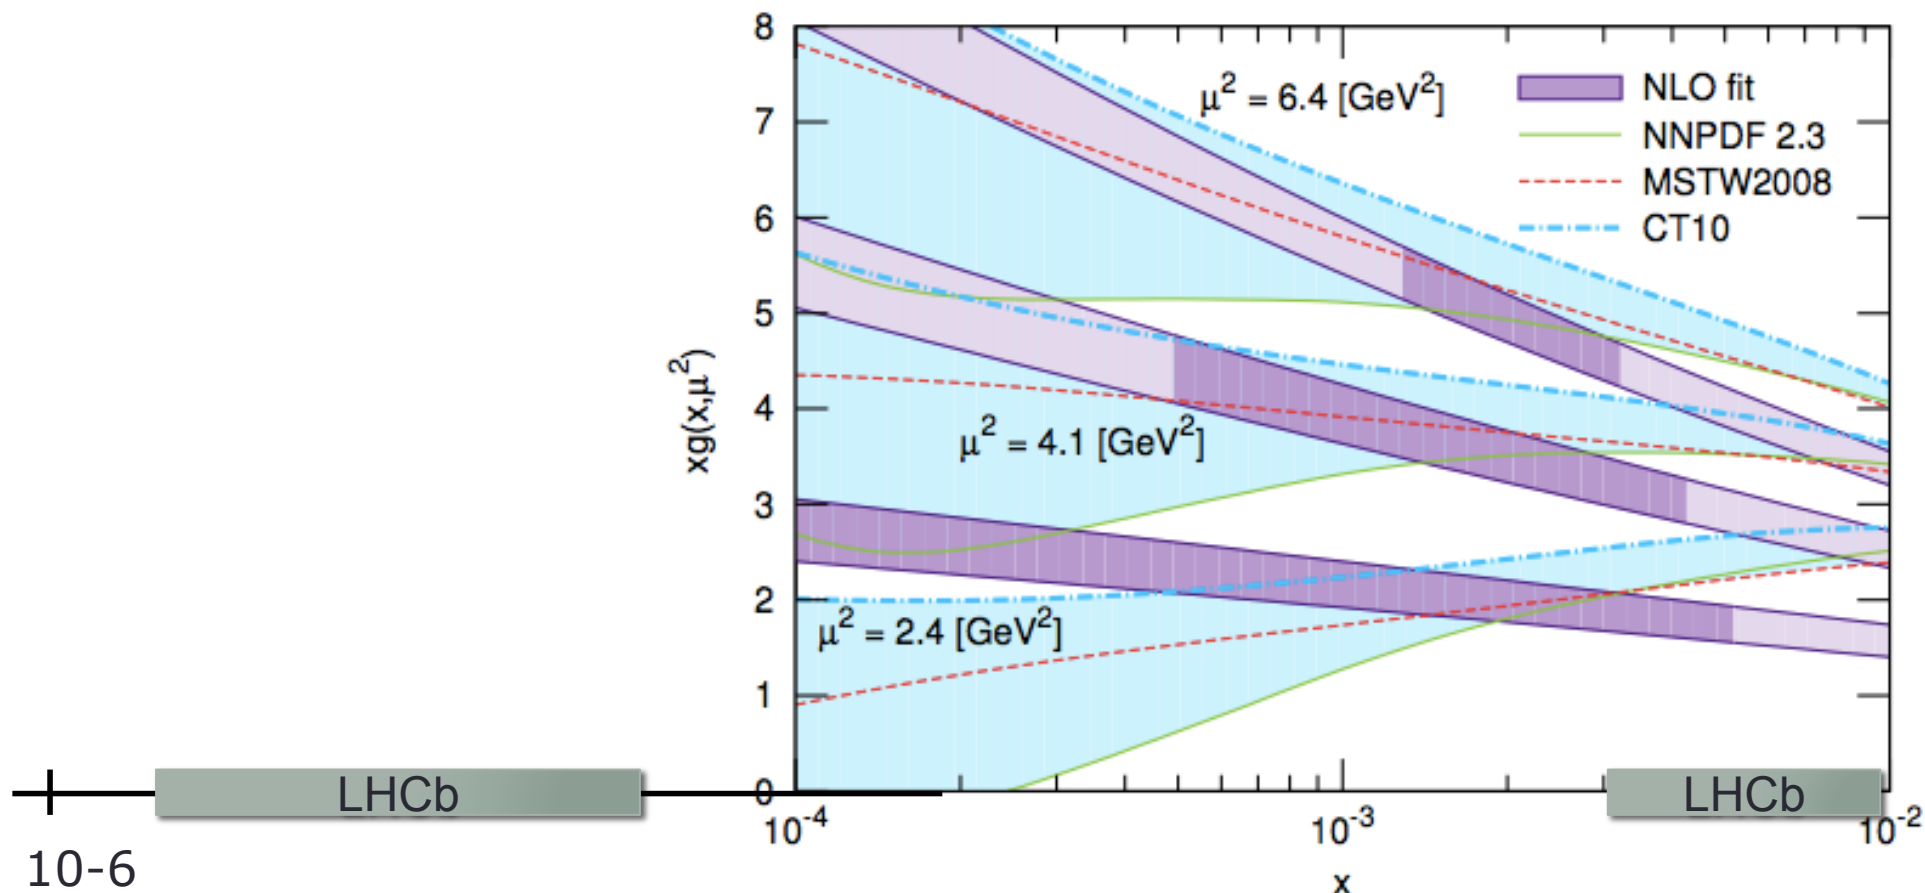 8
7
6
5
4
3
2
1
0
xg(x,μ²)
μ² = 6.4 [GeV²]
μ² = 4.1 [GeV²]
μ² = 2.4 [GeV²]
NLO fit
NNPDF 2.3
MSTW2008
CT10
LHCb
LHCb
10-6
10⁻⁴
10⁻³
10⁻²
x